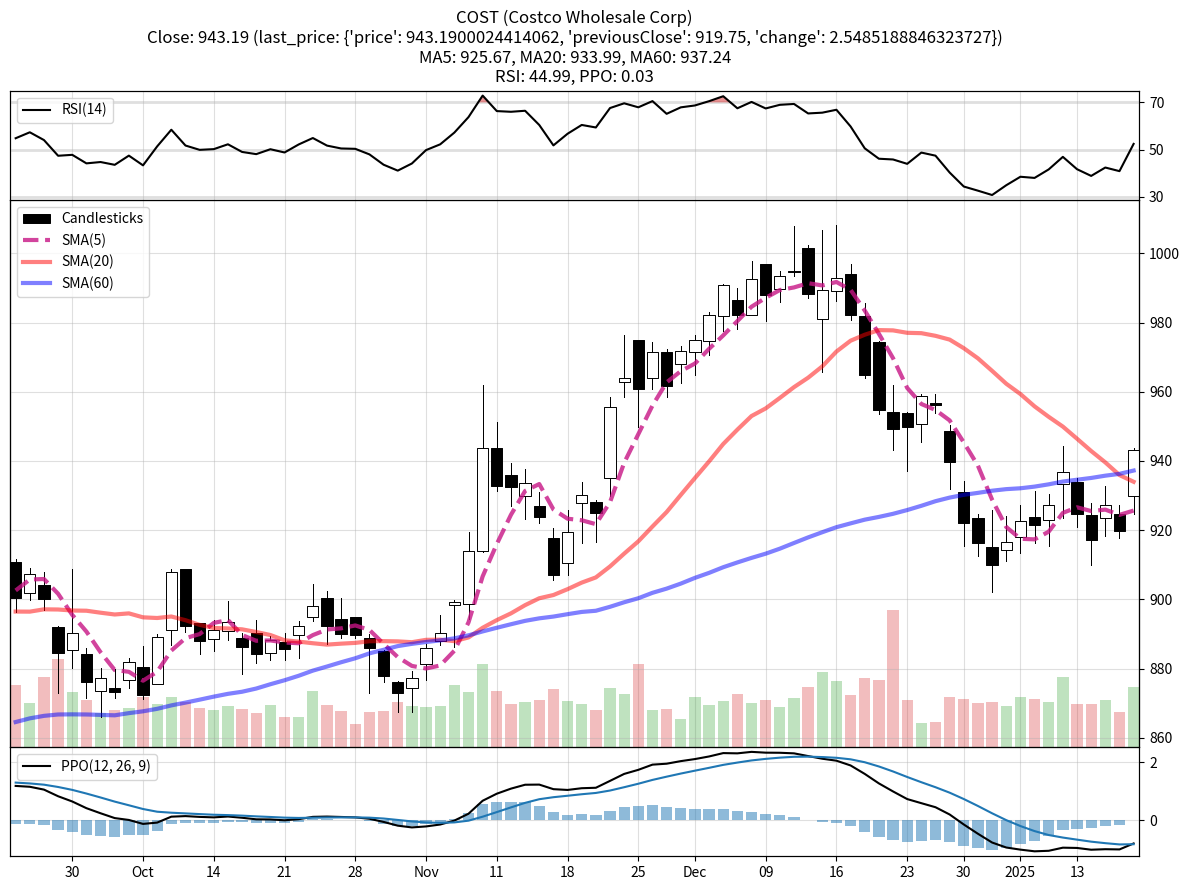 COST (Costco Wholesale Corp)
Close: 943.19 (last_price: {'price': 943.1900024414062, 'previousClose': 919.75, 'change': 2.5485188846323727})
MA5: 925.67, MA20: 933.99, MA60: 937.24
RSI: 44.99, PPO: 0.03
RSI(14)
70
50
30
Candlesticks
SMA(5)
SMA(20)
SMA(60)
1000
980
960
940
920
900
880
860
PPO(12, 26, 9)
2
0
30 Oct 14 21 28 Nov 11 18 25 Dec 09 16 23 30 2025 13